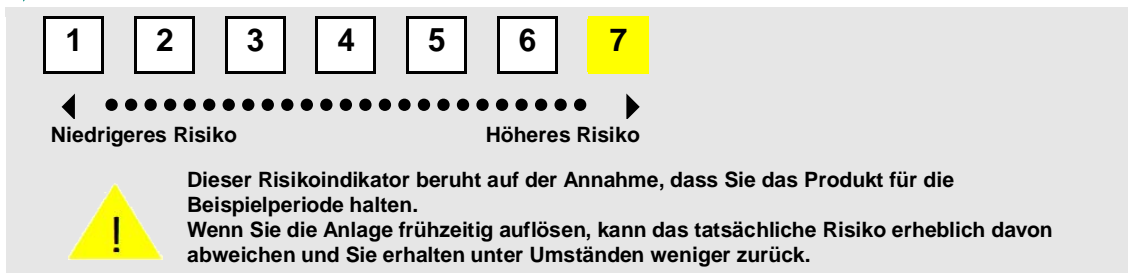 1 2 3 4 5 6 7
Niedrigeres Risiko Höheres Risiko
Dieser Risikoindikator beruht auf der Annahme, dass Sie das Produkt für die
Beispielperiode halten.
Wenn Sie die Anlage frühzeitig auflösen, kann das tatsächliche Risiko erheblich davon
abweichen und Sie erhalten unter Umständen weniger zurück.
!